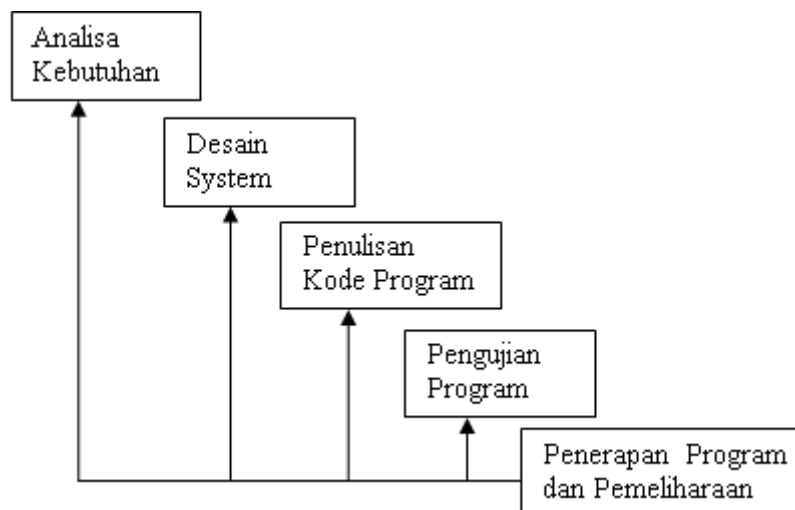 Analisa
Kebutuhan
Desain
System
Penulisan
Kode Program
Pengujian
Program
Penerapan Program
dan Pemeliharaan